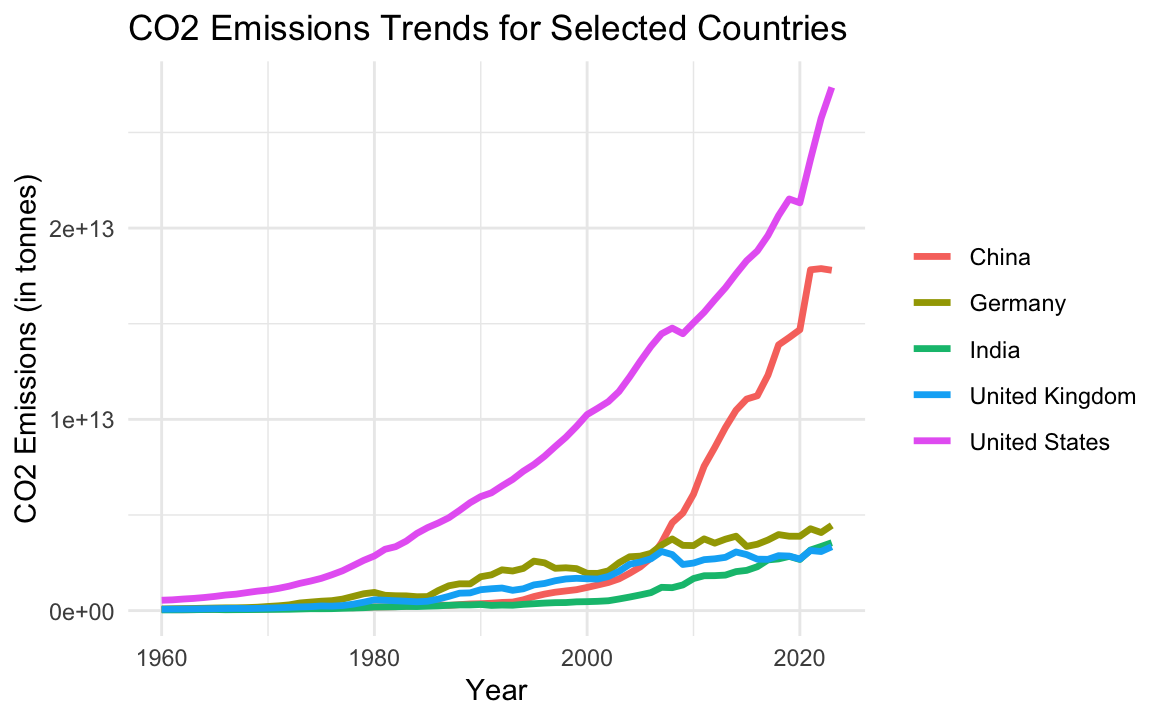 CO2 Emissions Trends for Selected Countries
CO2 Emissions (in tonnes)
2e+13
1e+13
0e+00
1960 1980 2000 2020
Year
China
Germany
India
United Kingdom
United States